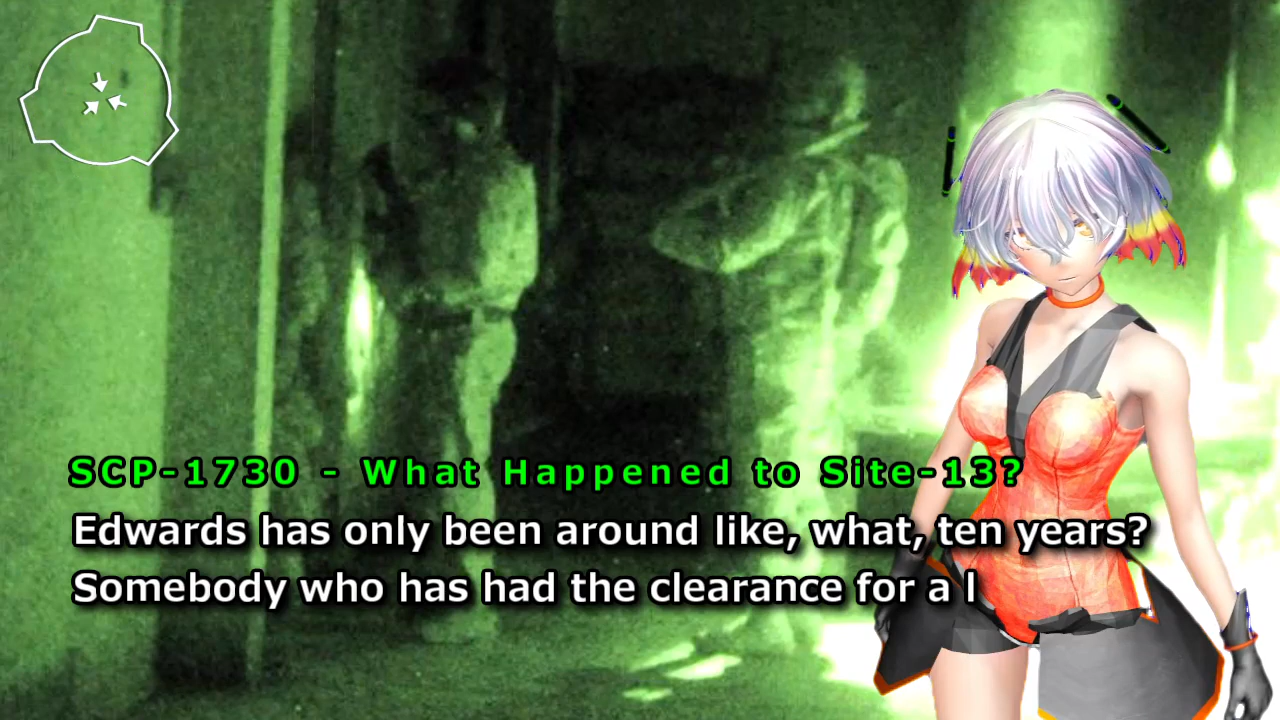 SCP-1730 - What Happened to Site-13?
Edwards has only been around like, what, ten years?
Somebody who has had the clearance for a l